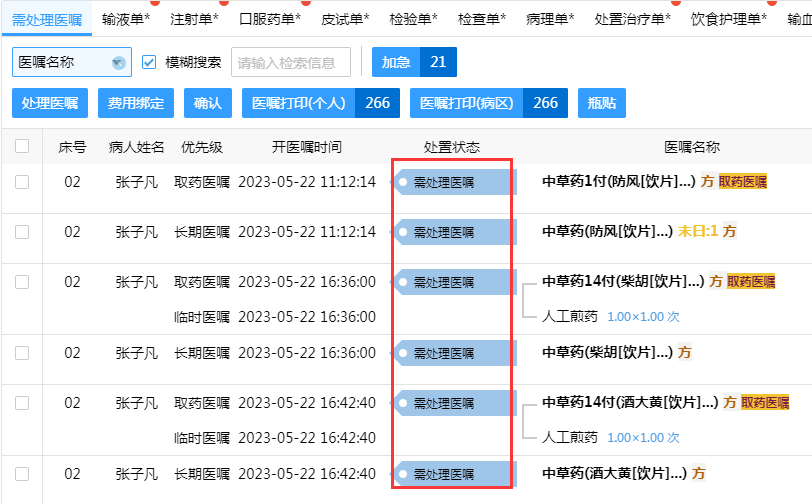 需处理医嘱 输液单* 注射单* 口服药单* 皮试单* 检验单* 检查单* 病理单* 处置治疗单* 饮食护理单* 输血
医嘱名称 模糊搜索 请输入检索信息 加急 21
处理医嘱 费用绑定 确认 医嘱打印(个人) 266 医嘱打印(病区) 266 瓶贴
床号 病人姓名 优先级 开医嘱时间 处置状态 医嘱名称
02 张子凡 取药医嘱 2023-05-22 11:12:14 需处理医嘱 中草药1付(防风[饮片]...) 方 取药医嘱
02 张子凡 长期医嘱 2023-05-22 11:12:14 需处理医嘱 中草药(防风[饮片]...) 末日:1 方
02 张子凡 取药医嘱 2023-05-22 16:36:00 需处理医嘱 中草药14付(柴胡[饮片]...) 方 取药医嘱
临时医嘱 2023-05-22 16:36:00 人工煎药 1.00×1.00 次
02 张子凡 长期医嘱 2023-05-22 16:36:00 需处理医嘱 中草药(柴胡[饮片]...) 方
02 张子凡 取药医嘱 2023-05-22 16:42:40 需处理医嘱 中草药14付(酒大黄[饮片]...) 方 取药医嘱
临时医嘱 2023-05-22 16:42:40 人工煎药 1.00×1.00 次
02 张子凡 长期医嘱 2023-05-22 16:42:40 需处理医嘱 中草药(酒大黄[饮片]...) 方